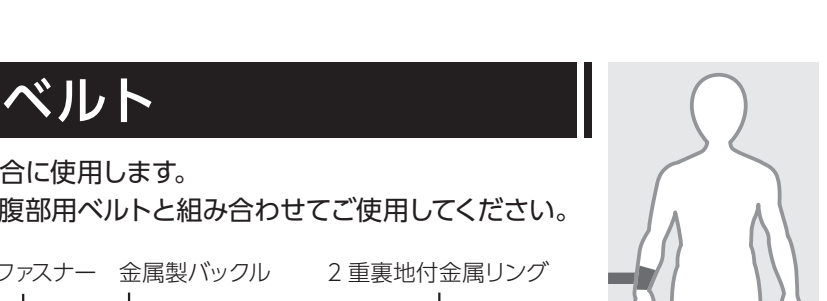 ベルト
合に使用します。
腹部用ベルトと組み合わせてご使用してください。
ファスナー 金属製バックル 2重裏地付金属リング